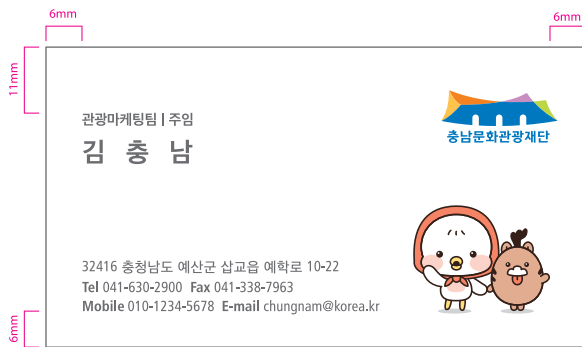 6mm
6mm
11mm
관광마케팅팀 | 주임
김 충 남
충남문화관광재단
32416 충청남도 예산군 삽교읍 예학로 10-22
Tel 041-630-2900 Fax 041-338-7963
Mobile 010-1234-5678 E-mail chungnam@korea.kr
6mm